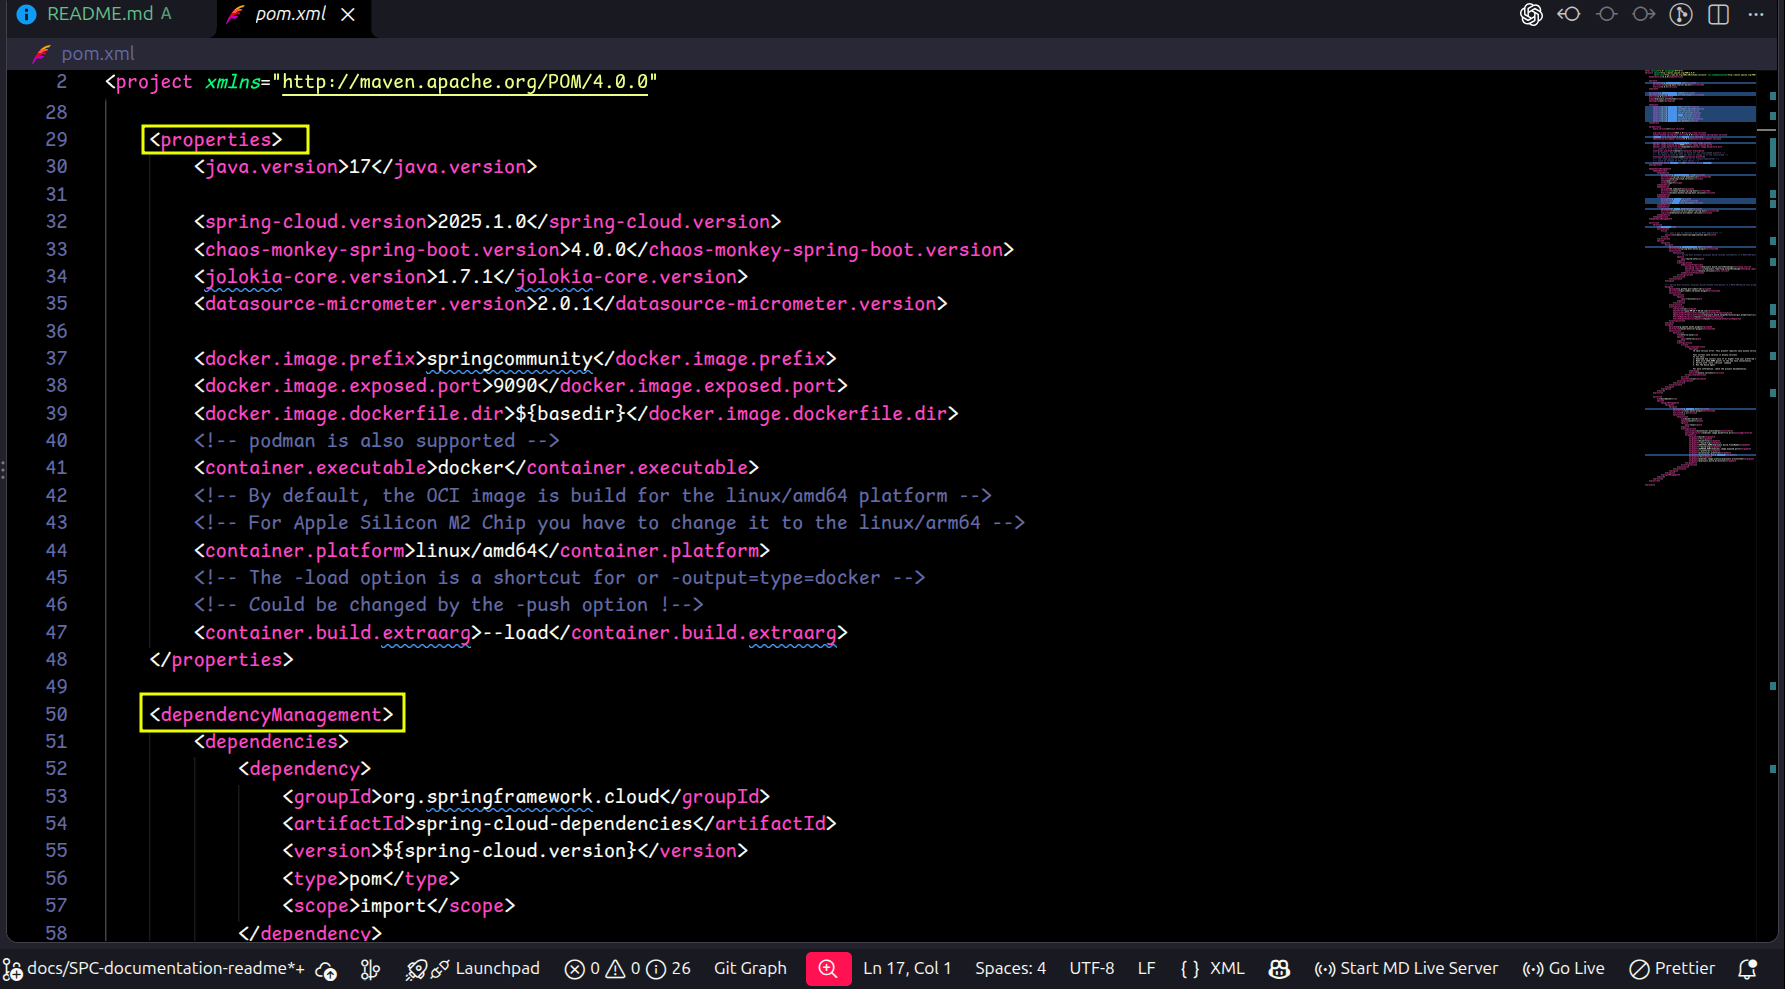 README.md A
pom.xml
pom.xml
2 <project xmlns="http://maven.apache.org/POM/4.0.0"
28
29 <properties>
30 <java.version>17</java.version>
31
32 <spring-cloud.version>2025.1.0</spring-cloud.version>
33 <chaos-monkey-spring-boot.version>4.0.0</chaos-monkey-spring-boot.version>
34 <jolokia-core.version>1.7.1</jolokia-core.version>
35 <datasource-micrometer.version>2.0.1</datasource-micrometer.version>
36
37 <docker.image.prefix>springcommunity</docker.image.prefix>
38 <docker.image.exposed.port>9090</docker.image.exposed.port>
39 <docker.image.dockerfile.dir>${basedir}</docker.image.dockerfile.dir>
40 <!-- podman is also supported -->
41 <container.executable>docker</container.executable>
42 <!-- By default, the OCI image is build for the linux/amd64 platform -->
43 <!-- For Apple Silicon M2 Chip you have to change it to the linux/arm64 -->
44 <container.platform>linux/amd64</container.platform>
45 <!-- The -load option is a shortcut for or -output=type=docker -->
46 <!-- Could be changed by the -push option !-->
47 <container.build.extraarg>--load</container.build.extraarg>
48 </properties>
49
50 <dependencyManagement>
51 <dependencies>
52 <dependency>
53 <groupId>org.springframework.cloud</groupId>
54 <artifactId>spring-cloud-dependencies</artifactId>
55 <version>${spring-cloud.version}</version>
56 <type>pom</type>
57 <scope>import</scope>
58 </dependency>
docs/SPC-documentation-readme*+ Launchpad 0 0 26 Git Graph Ln 17, Col 1 Spaces: 4 UTF-8 LF { } XML Start MD Live Server Go Live Prettier